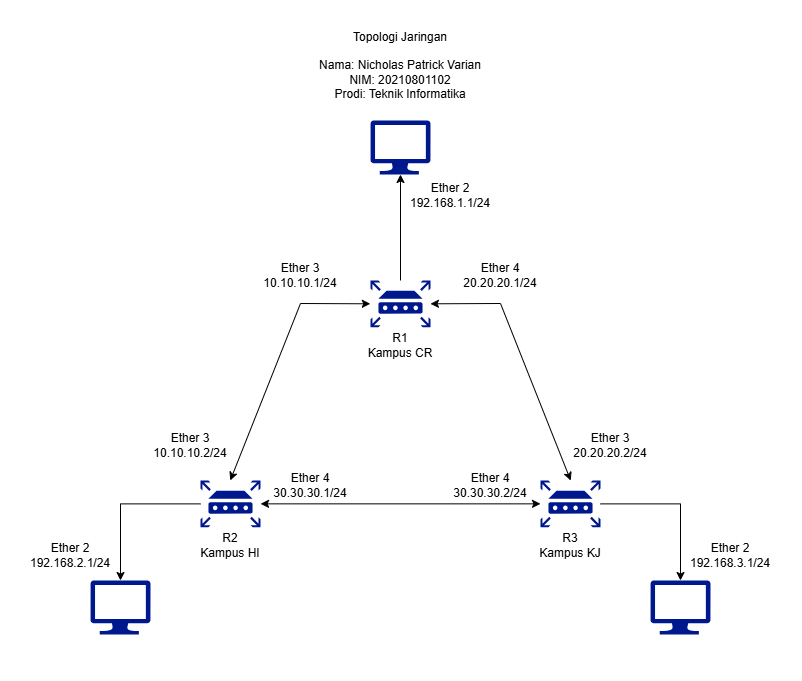 Topologi Jaringan
Nama: Nicholas Patrick Varian
NIM: 20210801102
Prodi: Teknik Informatika
Ether 2
192.168.1.1/24
Ether 3
10.10.10.1/24
Ether 4
20.20.20.1/24
R1
Kampus CR
Ether 3
10.10.10.2/24
Ether 3
20.20.20.2/24
Ether 4
30.30.30.1/24
Ether 4
30.30.30.2/24
R2
Kampus HI
R3
Kampus KJ
Ether 2
192.168.2.1/24
Ether 2
192.168.3.1/24